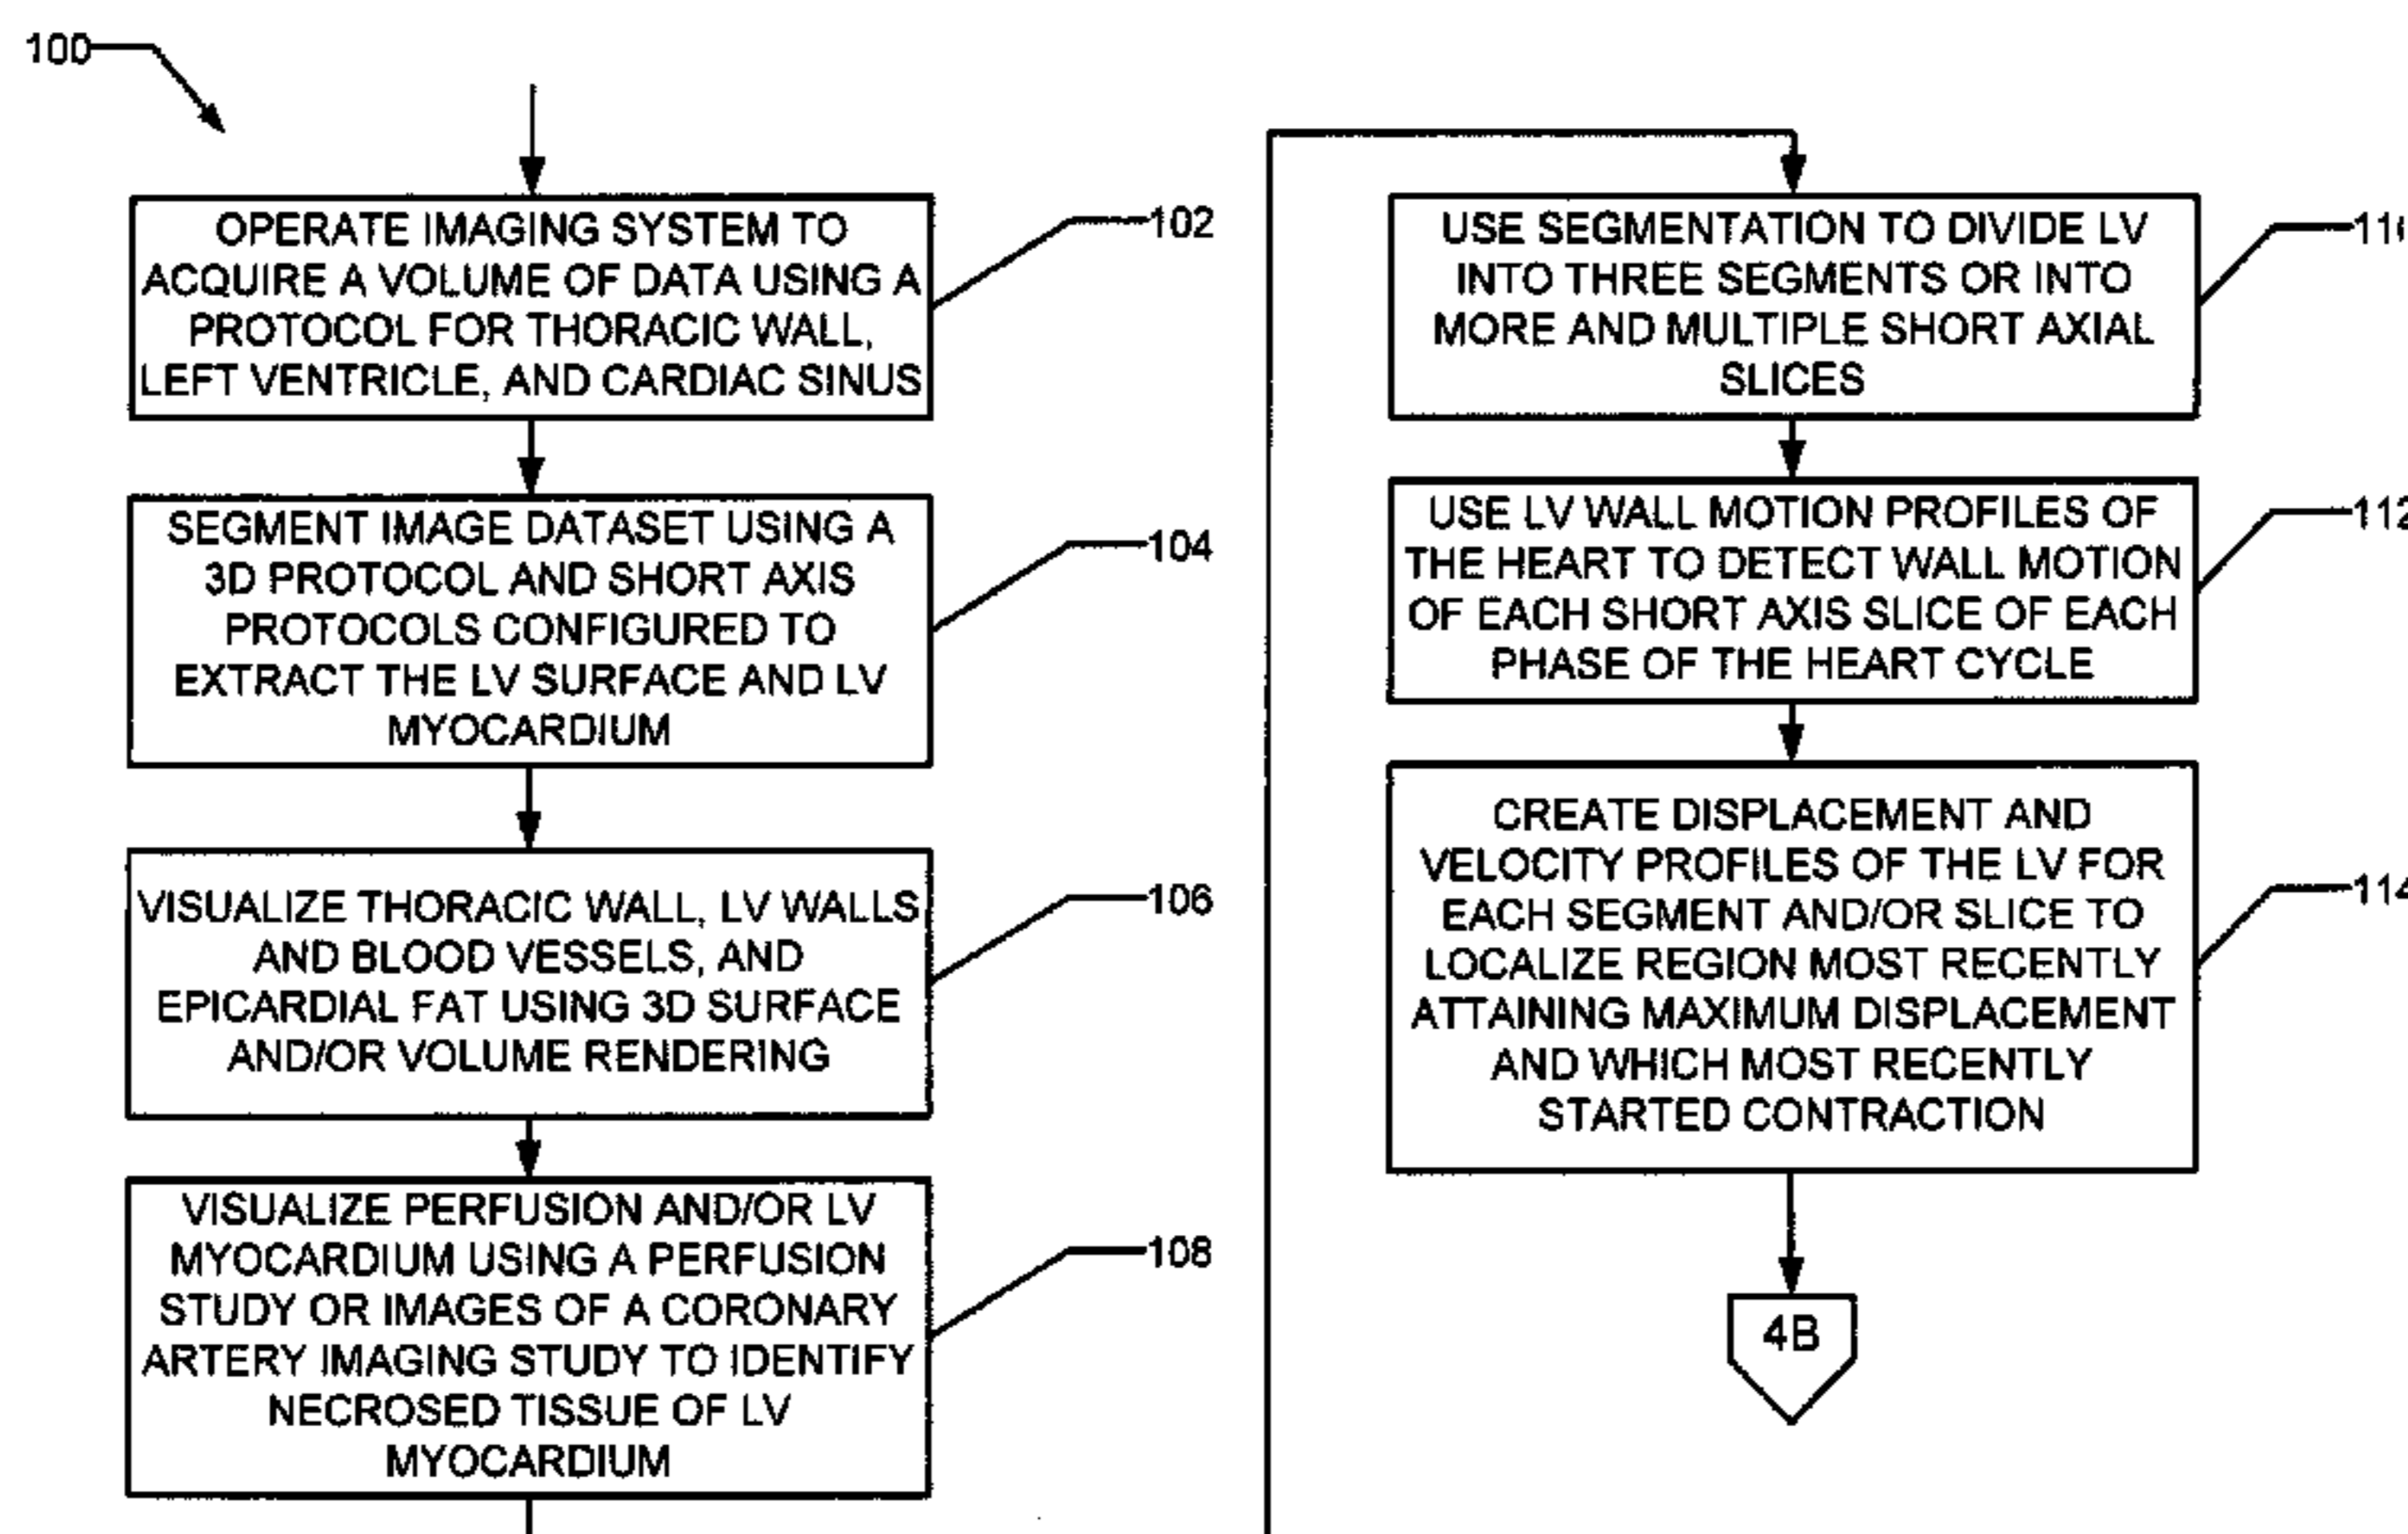 100
OPERATE IMAGING SYSTEM TO
ACQUIRE A VOLUME OF DATA USING A
PROTOCOL FOR THORACIC WALL,
LEFT VENTRICLE, AND CARDIAC SINUS
102
SEGMENT IMAGE DATASET USING A
3D PROTOCOL AND SHORT AXIS
PROTOCOLS CONFIGURED TO
EXTRACT THE LV SURFACE AND LV
MYOCARDIUM
104
VISUALIZE THORACIC WALL, LV WALLS
AND BLOOD VESSELS, AND
EPICARDIAL FAT USING 3D SURFACE
AND/OR VOLUME RENDERING
106
VISUALIZE PERFUSION AND/OR LV
MYOCARDIUM USING A PERFUSION
STUDY OR IMAGES OF A CORONARY
ARTERY IMAGING STUDY TO IDENTIFY
NECROSED TISSUE OF LV
MYOCARDIUM
108
USE SEGMENTATION TO DIVIDE LV
INTO THREE SEGMENTS OR INTO
MORE AND MULTIPLE SHORT AXIAL
SLICES
USE LV WALL MOTION PROFILES OF
THE HEART TO DETECT WALL MOTION
OF EACH SHORT AXIS SLICE OF EACH
PHASE OF THE HEART CYCLE
112
CREATE DISPLACEMENT AND
VELOCITY PROFILES OF THE LV FOR
EACH SEGMENT AND/OR SLICE TO
LOCALIZE REGION MOST RECENTLY
ATTAINING MAXIMUM DISPLACEMENT
AND WHICH MOST RECENTLY
STARTED CONTRACTION
114
4B